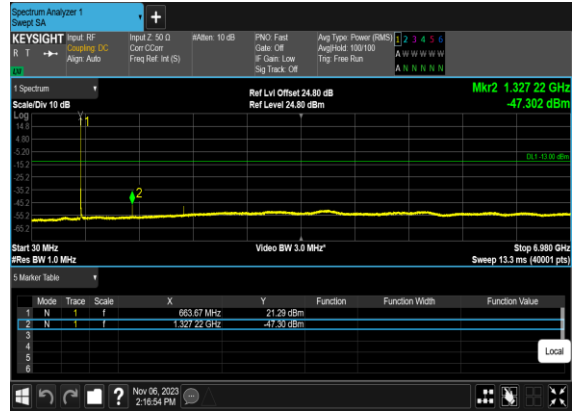 Spectrum Analyzer 1
Swept SA
+
KEYSIGHT Input: RF Input Z: 50 Ω #Atten: 10 dB PNO: Fast Avg Type: Power (RMS) 1 2 3 4 5 6
R T Coupling: DC Corr CCorr Gate: Off Avg|Hold: 100/100 A W W W W W
Align: Auto Freq Ref: Int (S) IF Gain: Low Trig: Free Run
Sig Track: Off A N N N N N
1 Spectrum
Ref Lvl Offset 24.80 dB Mkr2 1.327 22 GHz
Scale/Div 10 dB Ref Level 24.80 dBm -47.302 dBm
Log
14.8
4.80
-5.20
-15.2
-25.2
-35.2
-45.2
-55.2
-65.2
1
2
DL1 -13.00 dBm
Start 30 MHz Video BW 3.0 MHz* Stop 6.980 GHz
#Res BW 1.0 MHz Sweep 13.3 ms (40001 pts)
5 Marker Table
Mode Trace Scale X Y Function Function Width Function Value
1 N 1 f 663.67 MHz 21.29 dBm
2 N 1 f 1.327 22 GHz -47.30 dBm
3
4
5
6
Local
? Nov 06, 2023
2:16:54 PM